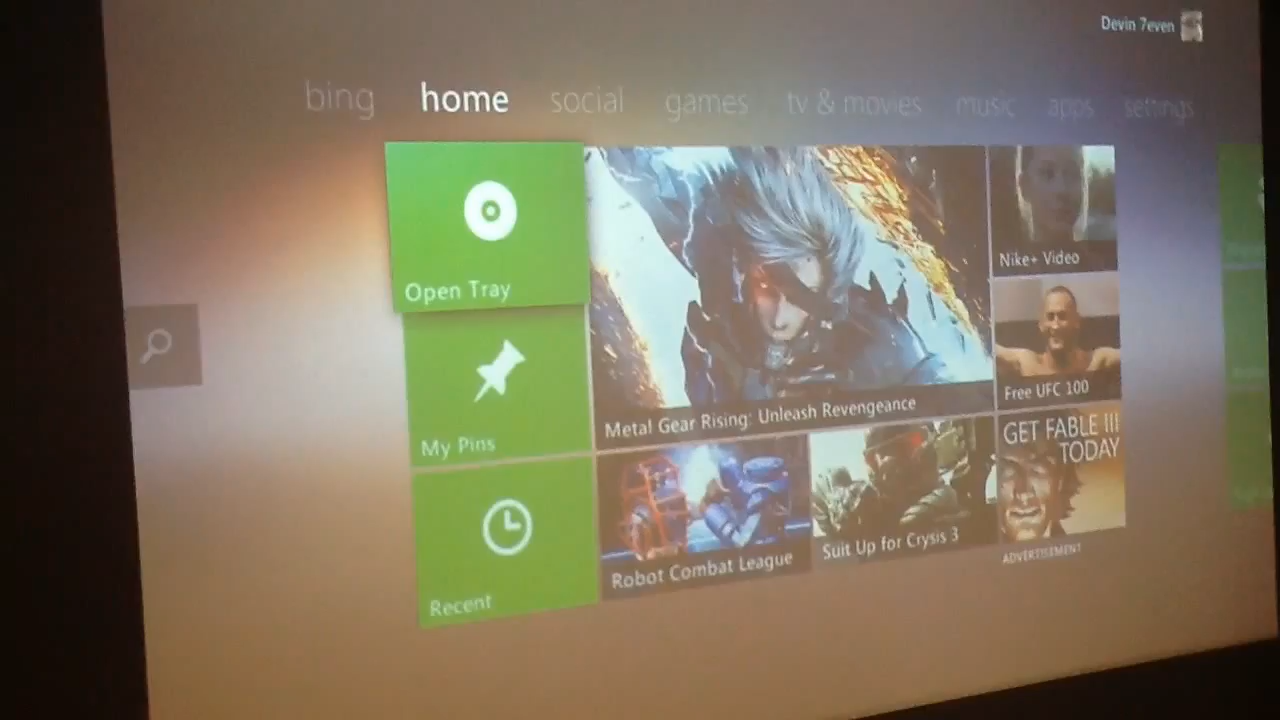 Devin 7even
bing home social games tv & movies music apps settings
Open Tray
My Pins
Recent
Metal Gear Rising: Unleash Revengeance
Robot Combat League
Suit Up for Crysis 3
Nike+ Video
Free UFC 100
GET FABLE III
TODAY
ADVERTISEMENT